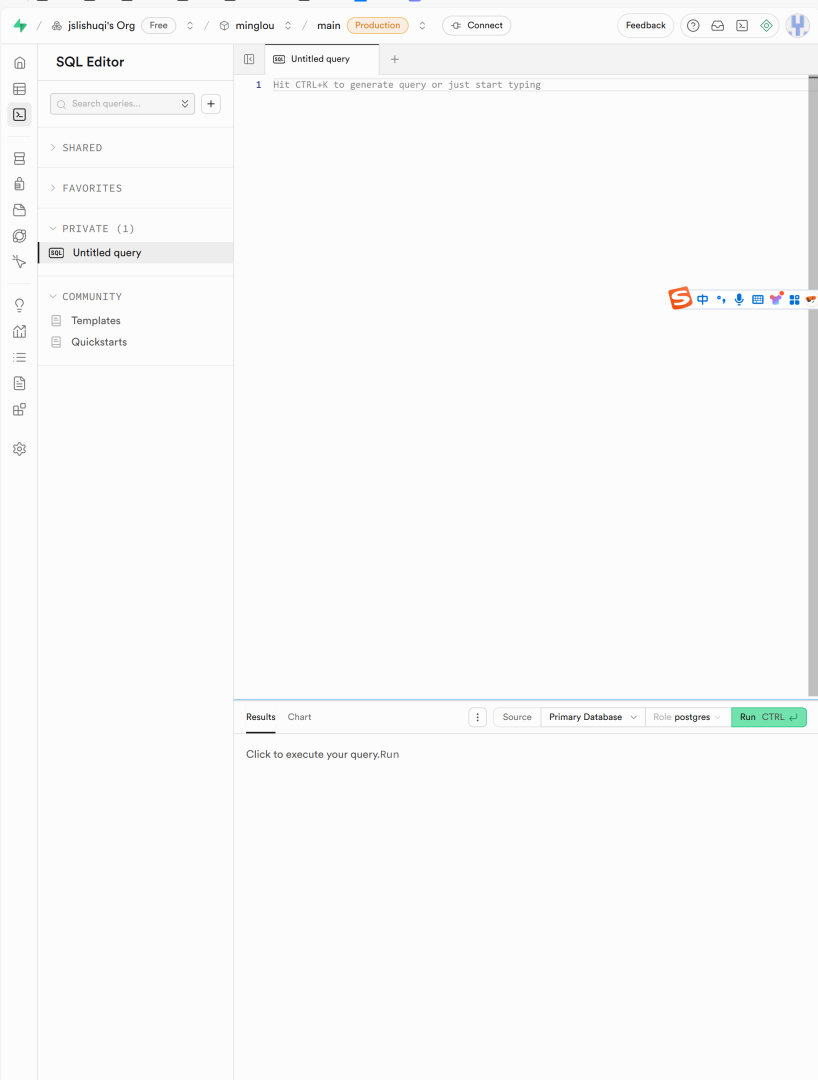 / jslishuqi's Org Free / minglou / main Production Connect Feedback
SQL Editor
SQL Untitled query +
Search queries... +
1 Hit CTRL+K to generate query or just start typing
SHARED
FAVORITES
PRIVATE (1)
SQL Untitled query
COMMUNITY
Templates
Quickstarts
S 中 °,
Results Chart Source Primary Database Role postgres Run CTRL ↵
Click to execute your query.Run